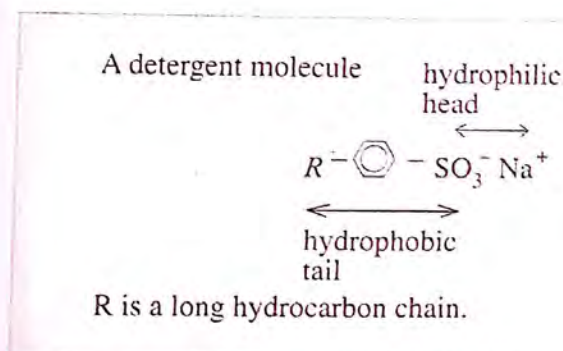 A detergent molecule
hydrophilic
head
R - - SO₃⁻ Na⁺
hydrophobic
tail
R is a long hydrocarbon chain.